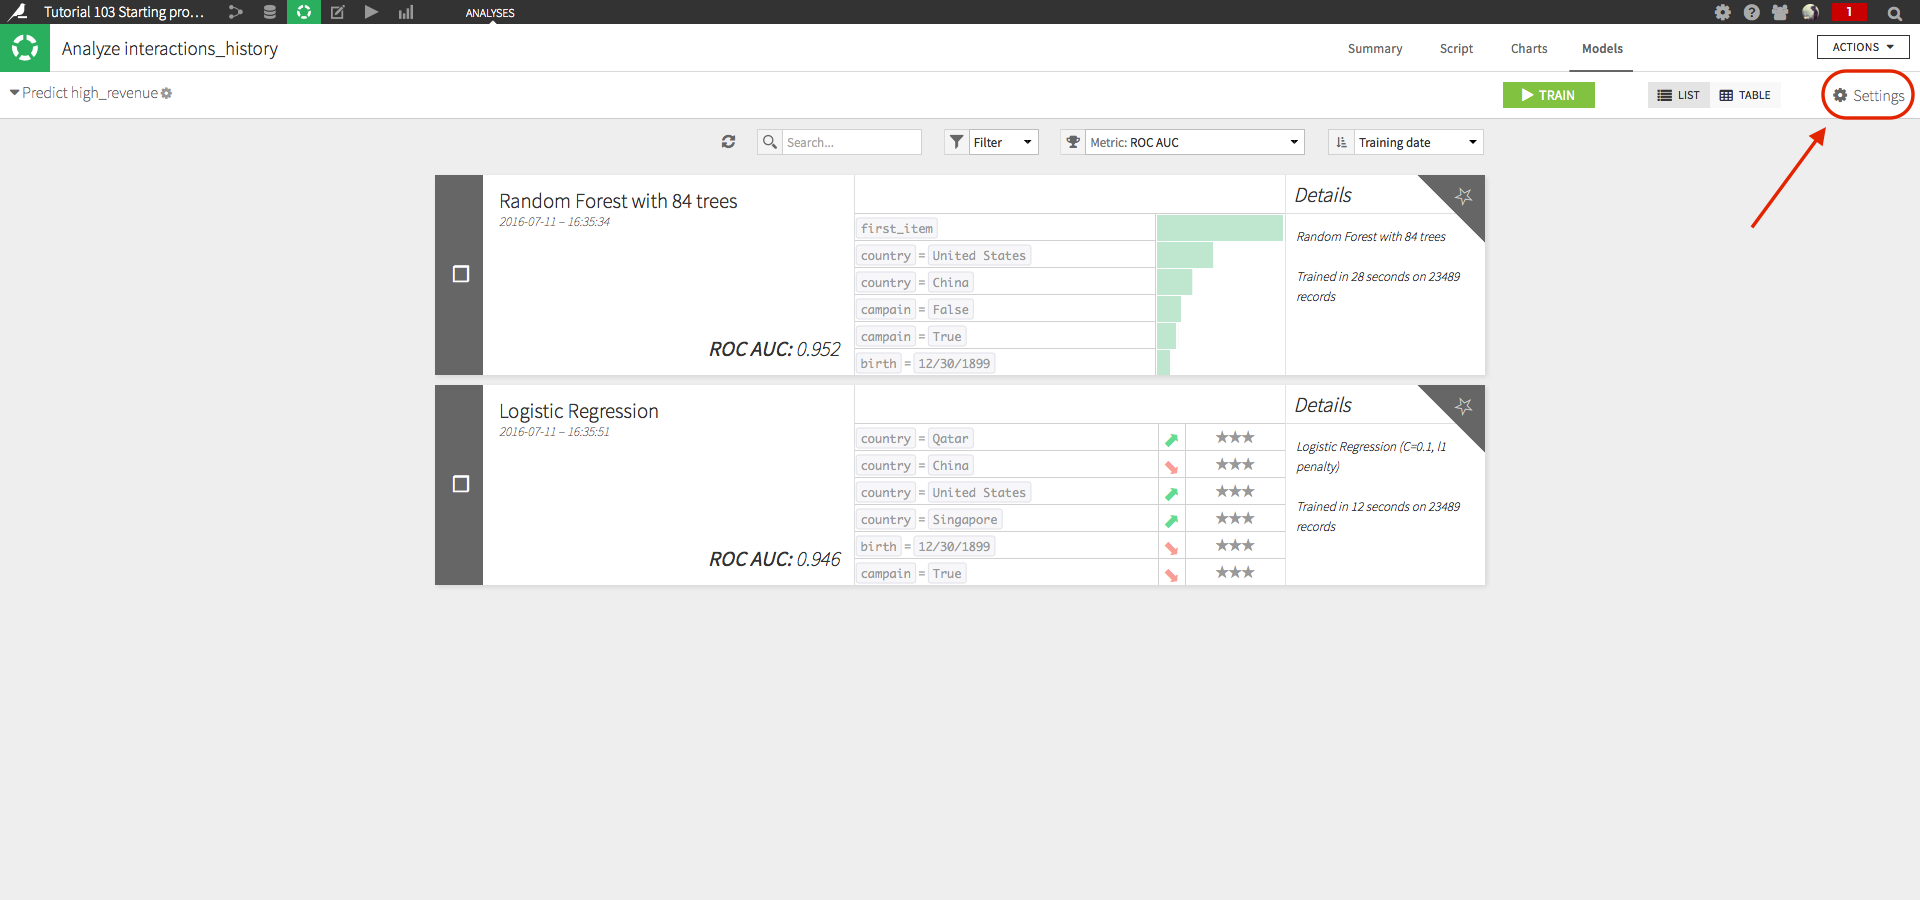 Tutorial 103 Starting pro...
ANALYSES
1
Analyze interactions_history
Summary
Script
Charts
Models
ACTIONS
Predict high_revenue
TRAIN
LIST
TABLE
Settings
Search...
Filter
Metric: ROC AUC
Training date
Random Forest with 84 trees
2016-07-11 – 16:35:34
ROC AUC: 0.952
first_item
country = United States
country = China
campain = False
campain = True
birth = 12/30/1899
Details
Random Forest with 84 trees
Trained in 28 seconds on 23489
records
Logistic Regression
2016-07-11 – 16:35:51
ROC AUC: 0.946
country = Qatar
country = China
country = United States
country = Singapore
birth = 12/30/1899
campain = True
Details
Logistic Regression (C=0.1, l1
penalty)
Trained in 12 seconds on 23489
records